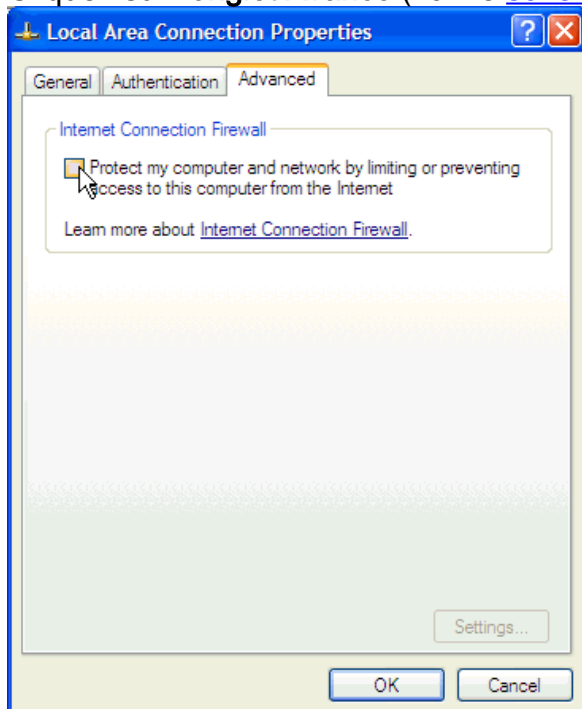 Local Area Connection Properties
General Authentication Advanced
Internet Connection Firewall
Protect my computer and network by limiting or preventing
access to this computer from the Internet
Learn more about Internet Connection Firewall.
Settings...
OK Cancel